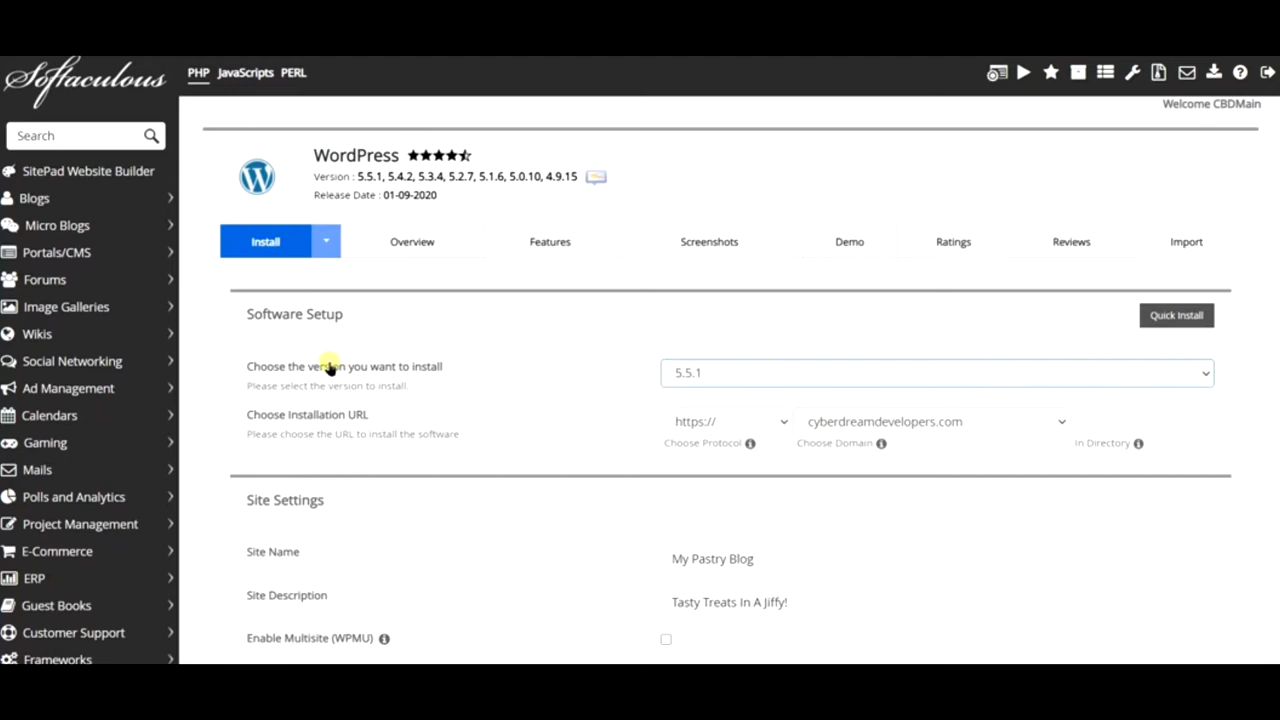 Softaculous
PHP JavaScripts PERL
Welcome CBDMain
Search
SitePad Website Builder
Blogs
Micro Blogs
Portals/CMS
Forums
Image Galleries
Wikis
Social Networking
Ad Management
Calendars
Gaming
Mails
Polls and Analytics
Project Management
E-Commerce
ERP
Guest Books
Customer Support
Frameworks
WordPress
Version : 5.5.1, 5.4.2, 5.3.4, 5.2.7, 5.1.6, 5.0.10, 4.9.15
Release Date : 01-09-2020
Install Overview Features Screenshots Demo Ratings Reviews Import
Software Setup
Quick Install
Choose the version you want to install
Please select the version to install.
5.5.1
Choose Installation URL
Please choose the URL to install the software
https:// cyberdreamdevelopers.com
Choose Protocol Choose Domain In Directory
Site Settings
Site Name
My Pastry Blog
Site Description
Tasty Treats In A Jiffy!
Enable Multisite (WPMU)